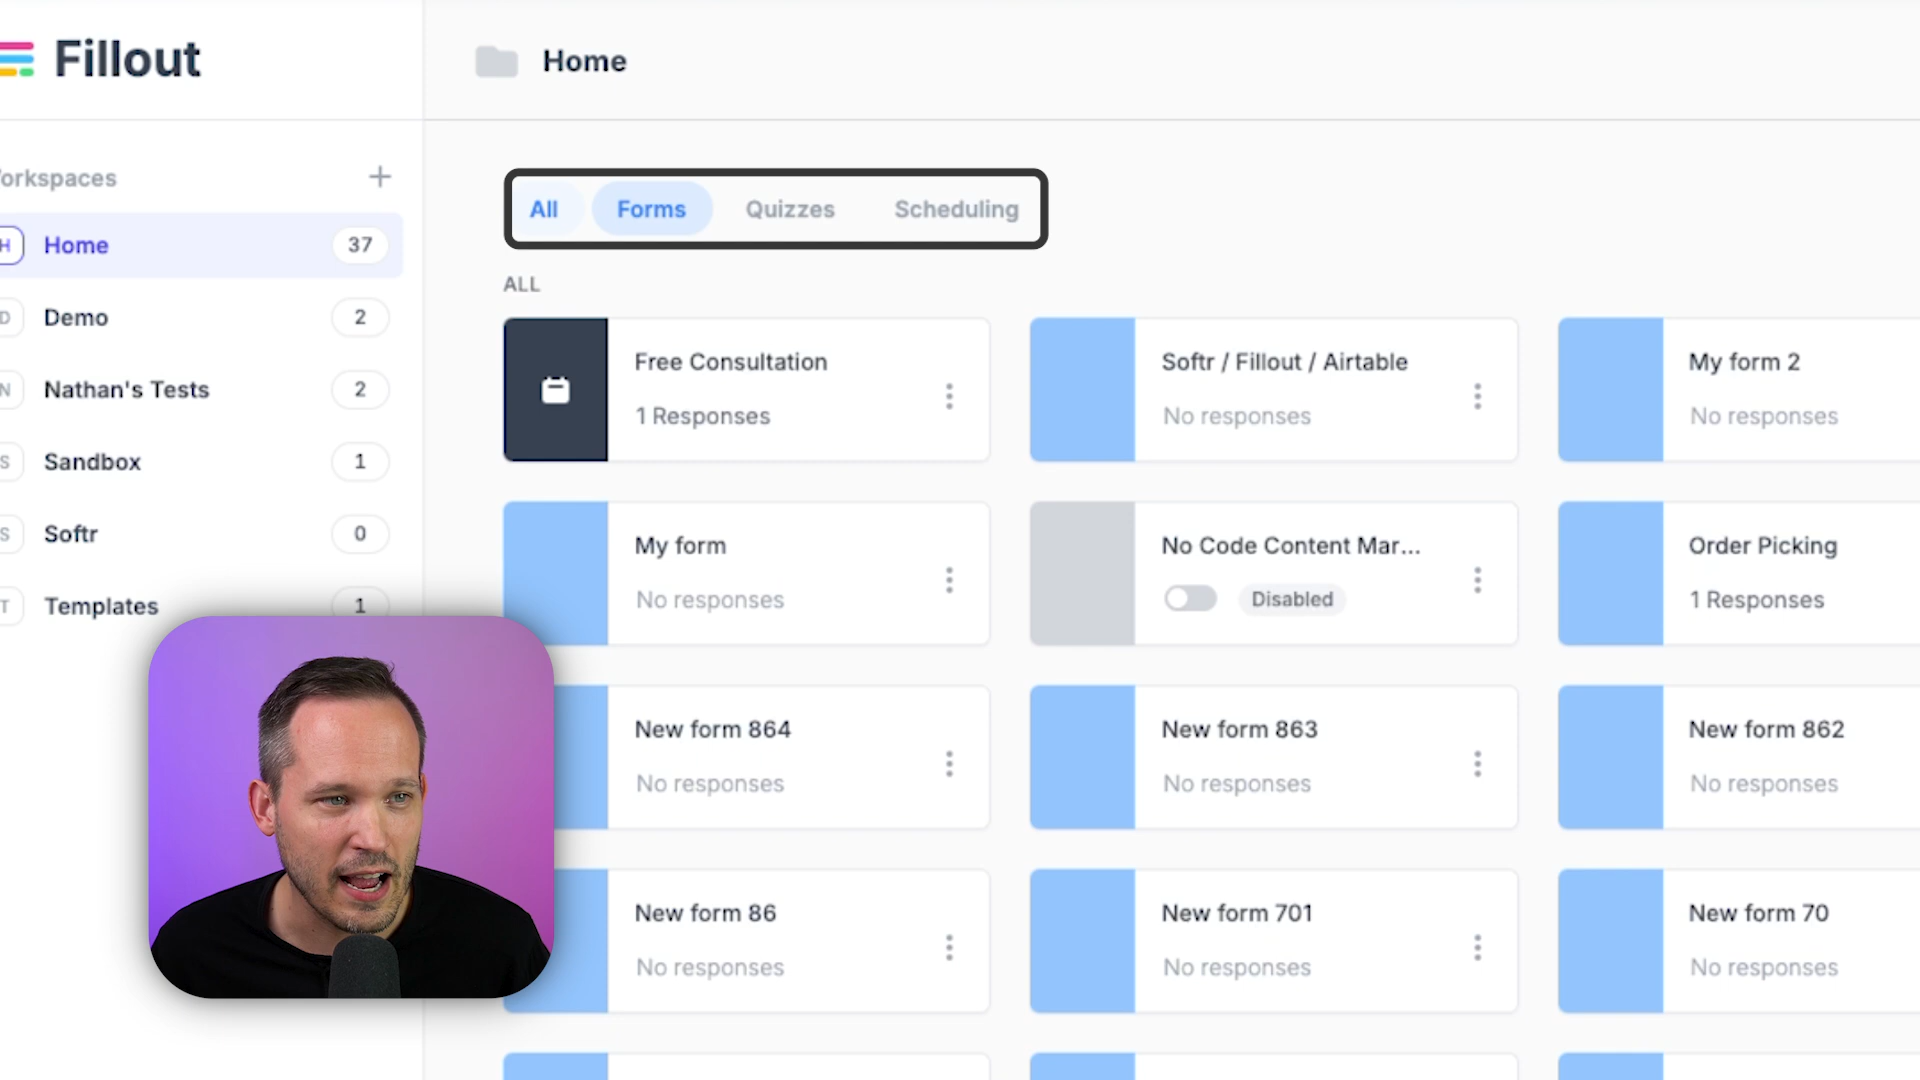 Fillout
Home
orkspaces
H
Home
37
D
Demo
2
N
Nathan's Tests
2
S
Sandbox
1
S
Softr
0
T
Templates
1
All
Forms
Quizzes
Scheduling
ALL
Free Consultation
1 Responses
Softr / Fillout / Airtable
No responses
My form 2
No responses
My form
No responses
No Code Content Mar...
Disabled
Order Picking
1 Responses
New form 864
No responses
New form 863
No responses
New form 862
No responses
New form 86
No responses
New form 701
No responses
New form 70
No responses